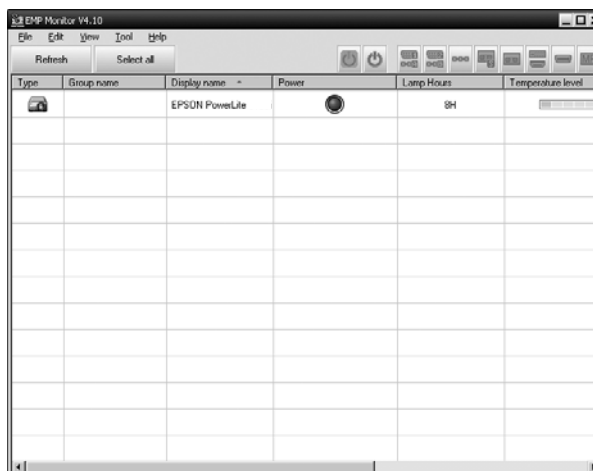 EMP Monitor V4.10
File Edit View Tool Help
Refresh Select all
Type Group name Display name Power Lamp Hours Temperature level
EPSON PowerLite 8H